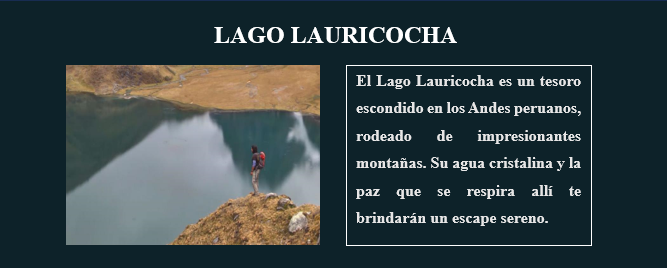 LAGO LAURICOCHA
El Lago Lauricocha es un tesoro
escondido en los Andes peruanos,
rodeado de impresionantes
montañas. Su agua cristalina y la
paz que se respira allí te
brindarán un escape sereno.